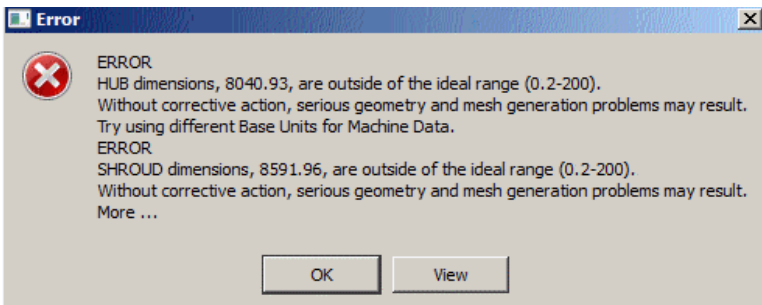 Error
ERROR
HUB dimensions, 8040.93, are outside of the ideal range (0.2-200).
Without corrective action, serious geometry and mesh generation problems may result.
Try using different Base Units for Machine Data.
ERROR
SHROUD dimensions, 8591.96, are outside of the ideal range (0.2-200).
Without corrective action, serious geometry and mesh generation problems may result.
More ...
OK
View